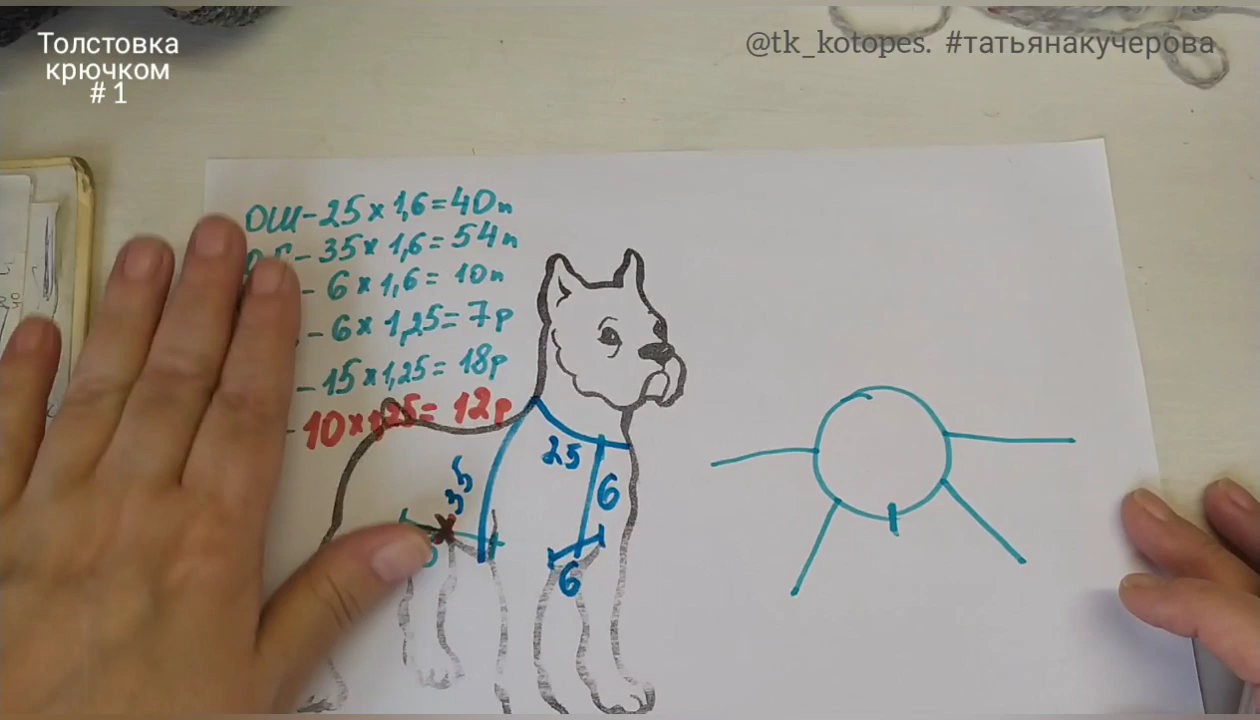 Толстовка
крючком
# 1
@tk_kotopes. #татьянакучерова
ОШ-25×1,6=40п
- 35×1,6=54п
- 6×1,6= 10п
- 6×1,25=7р
- 15×1,25= 18р
- 10×1,25= 12р
25
35
6
6